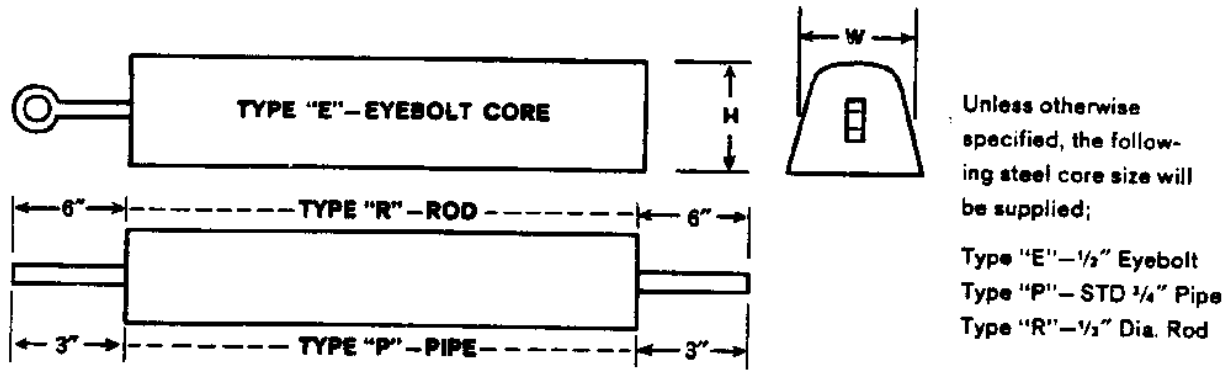 W
TYPE "E"—EYEBOLT CORE
H
Unless otherwise
specified, the follow-
ing steel core size will
be supplied;
6" TYPE "R"—ROD 6"
Type "E"—1/2" Eyebolt
Type "P"—STD 3/4" Pipe
Type "R"—1/2" Dia. Rod
3" TYPE "P"—PIPE 3"